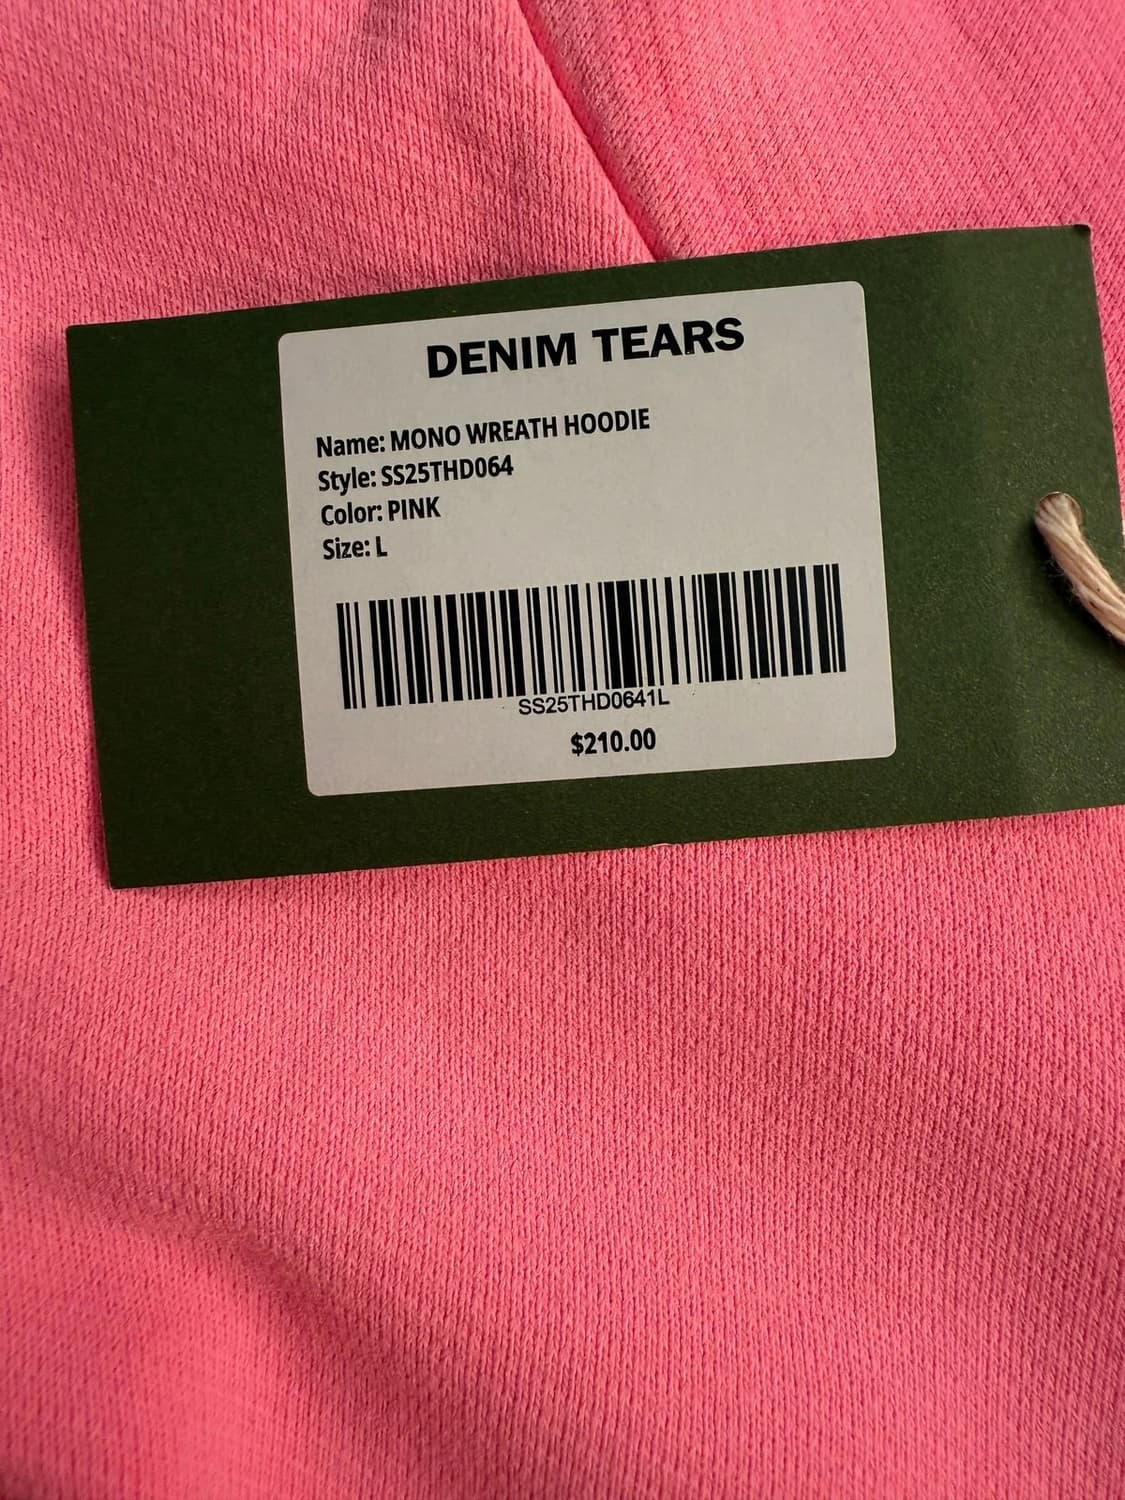 DENIM TEARS
Name: MONO WREATH HOODIE
Style: SS25THD064
Color: PINK
Size: L
SS25THD0641L
$210.00